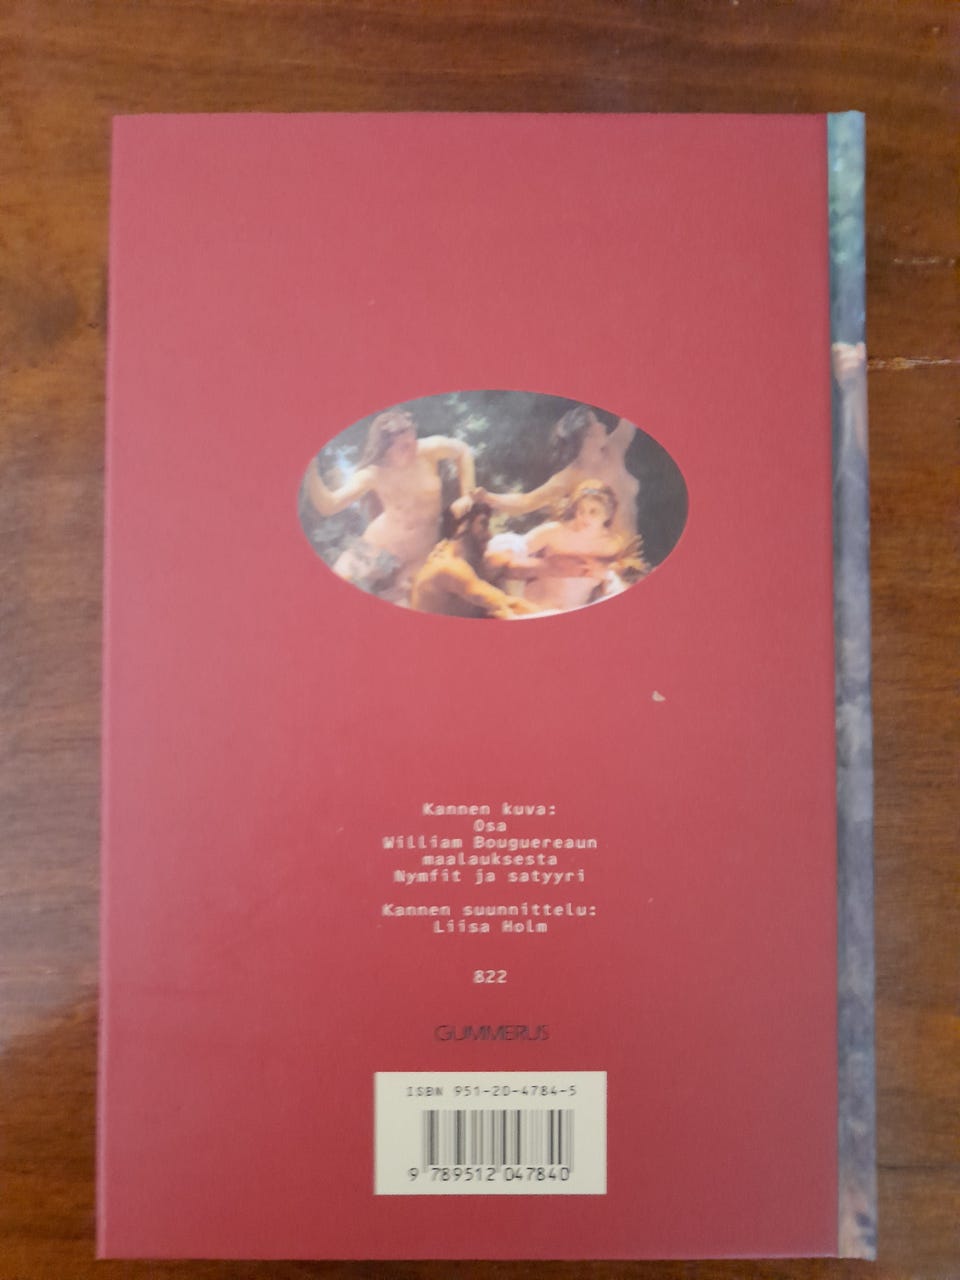 Kannen kuva:
Osa
William Bouguereaun
maalauksesta
Nymfit ja satyyri
Kannen suunnittelu:
Liisa Holm
822
GUMMERUS
ISBN 951-20-4784-5
9 789512 047840